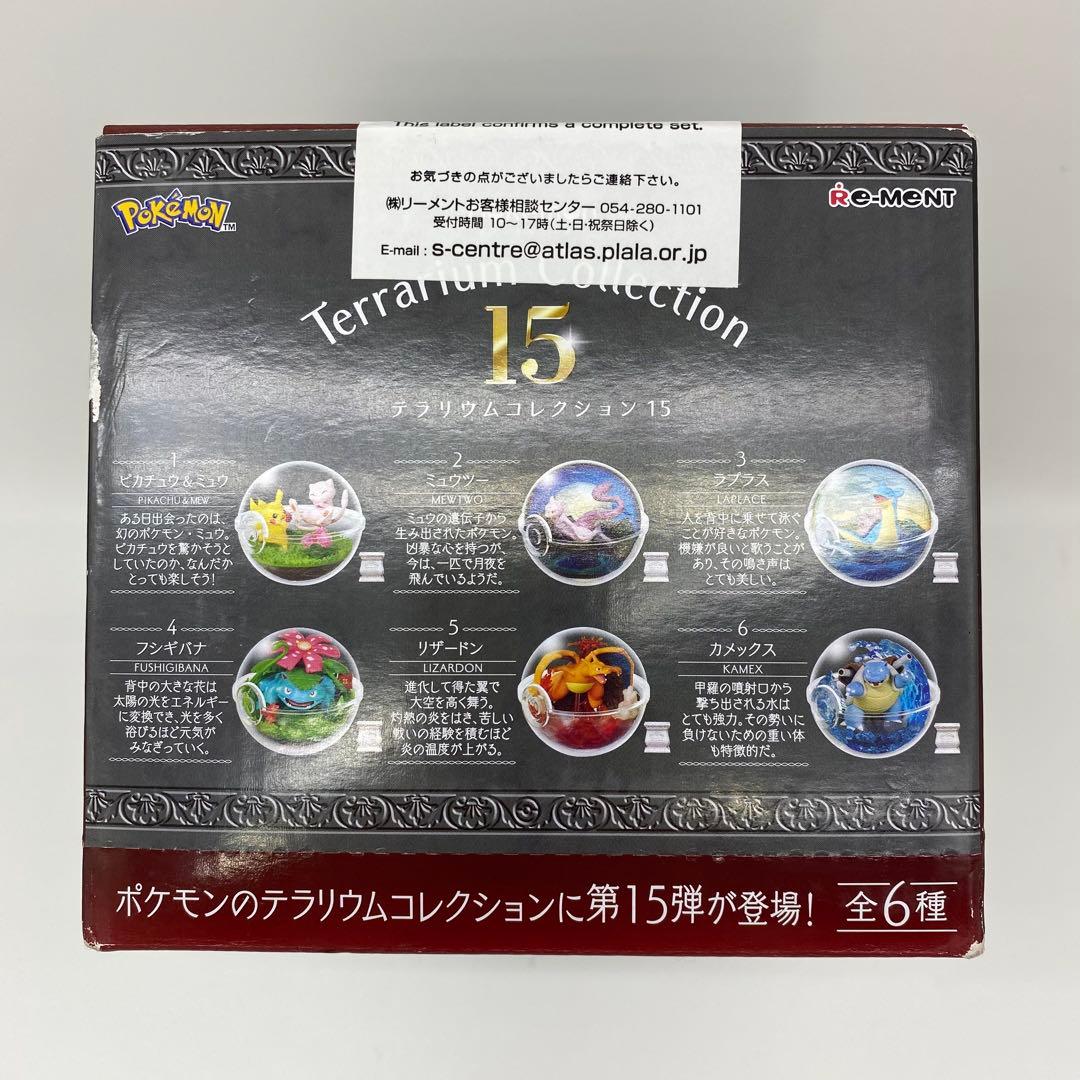 This label confirms a complete set.
お気づきの点がございましたらご連絡下さい。
㈱リーメントお客様相談センター 054-280-1101
受付時間 10～17時(土・日・祝祭日除く)
E-mail : s-centre@atlas.plala.or.jp
POKéMON TM
Re-MENT
Terrarium Collection
15
テラリウムコレクション 15
1
ピカチュウ＆ミュウ
PIKACHU & MEW
ある日出会ったのは、
幻のポケモン・ミュウ。
ピカチュウを驚かそうと
していたのか、なんだか
とっても楽しそう!
2
ミュウツー
MEWTWO
ミュウの遺伝子から
生み出されたポケモン。
凶暴な心を持つが、
今は、一匹で月夜を
飛んでいるようだ。
3
ラプラス
LAPLACE
人を背中に乗せて泳ぐ
ことが好きなポケモン。
機嫌が良いと歌うことが
あり、その鳴き声は
とても美しい。
4
フシギバナ
FUSHIGIBANA
背中の大きな花は
太陽の光をエネルギー
に変換でき、光を多く
浴びるほど元気が
みなぎっていく。
5
リザードン
LIZARDON
進化して得た翼で
大空を高く舞う。
灼熱の炎をはき、苦しい
戦いの経験を積むほど
炎の温度が上がる。
6
カメックス
KAMEX
甲羅の噴射口から
撃ち出される水は
とても強力。その勢いに
負けないための重い体
も特徴的だ。
ポケモンのテラリウムコレクションに第15弾が登場! 全6種